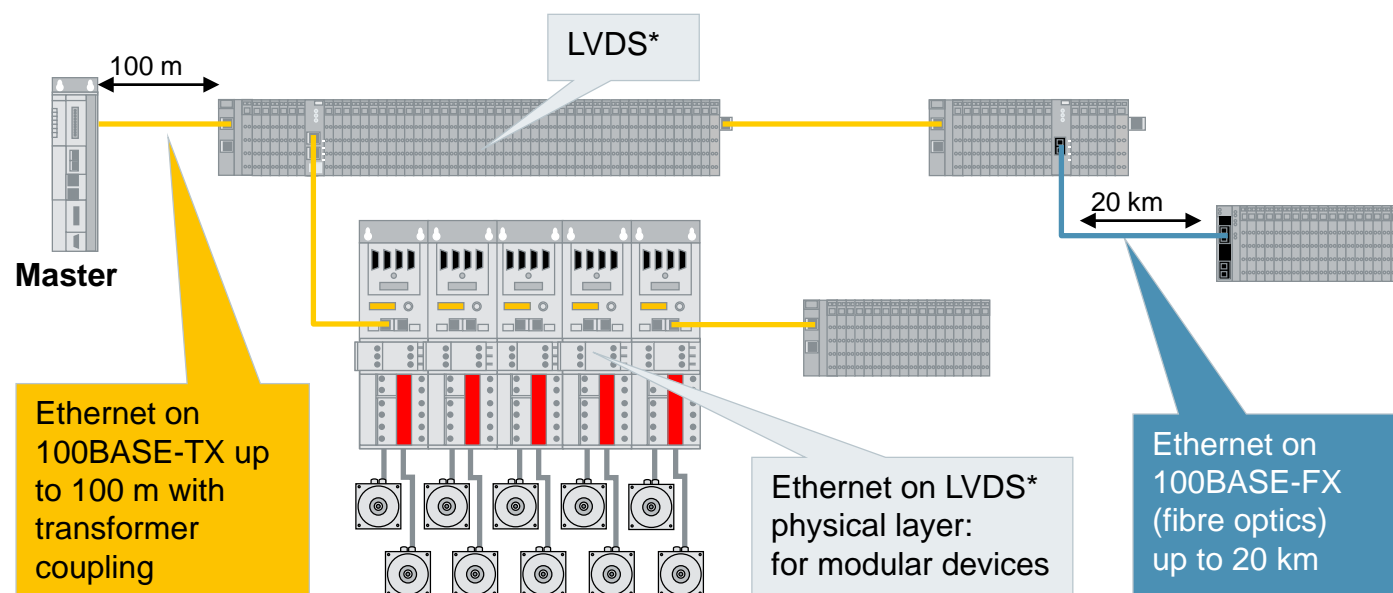 LVDS*
100 m
20 km
Master
Ethernet on
100BASE-TX up
to 100 m with
transformer
coupling
Ethernet on LVDS*
physical layer:
for modular devices
Ethernet on
100BASE-FX
(fibre optics)
up to 20 km